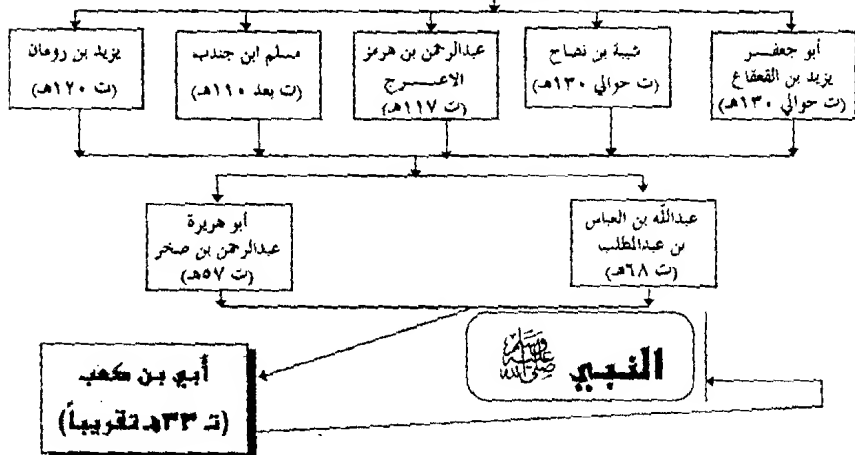 أبو جعفر
يزيد بن القعقاع
(ت حوالي ١٣٠هـ)
شيبة بن نصاح
(ت حوالي ١٣٠هـ)
عبدالرحمن بن هرمز
الاعرج
(ت ١١٧هـ)
مسلم ابن جندب
(ت بعد ١١٠هـ)
يزيد بن رومان
(ت ١٢٠هـ)
عبدالله بن العباس
بن عبدالمطلب
(ت ٦٨هـ)
أبو هريرة
عبدالرحمن بن صخر
(ت ٥٧هـ)
النبي ﷺ
أبي بن كعب
(تـ ٣٣هـ تقريباً)